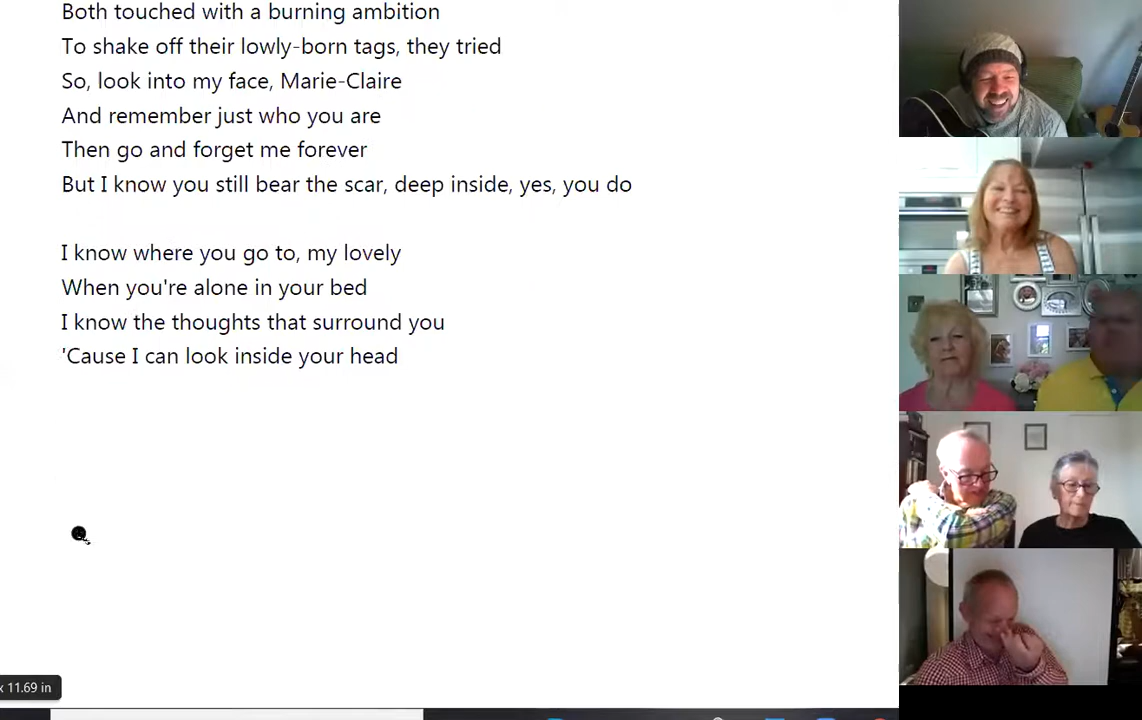 Both touched with a burning ambition
To shake off their lowly-born tags, they tried
So, look into my face, Marie-Claire
And remember just who you are
Then go and forget me forever
But I know you still bear the scar, deep inside, yes, you do
I know where you go to, my lovely
When you're alone in your bed
I know the thoughts that surround you
'Cause I can look inside your head
x 11.69 in